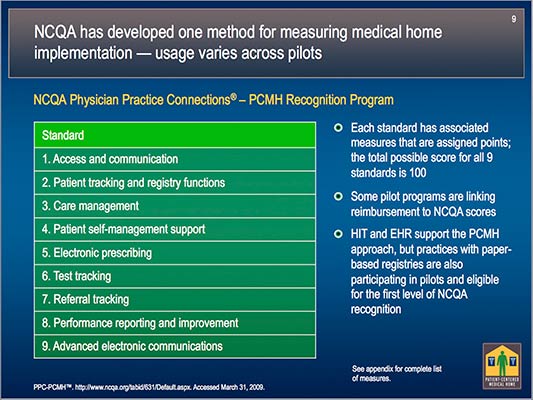 9
NCQA has developed one method for measuring medical home
implementation — usage varies across pilots
NCQA Physician Practice Connections® – PCMH Recognition Program
Standard
1. Access and communication
2. Patient tracking and registry functions
3. Care management
4. Patient self-management support
5. Electronic prescribing
6. Test tracking
7. Referral tracking
8. Performance reporting and improvement
9. Advanced electronic communications
Each standard has associated
measures that are assigned points;
the total possible score for all 9
standards is 100
Some pilot programs are linking
reimbursement to NCQA scores
HIT and EHR support the PCMH
approach, but practices with paper-
based registries are also
participating in pilots and eligible
for the first level of NCQA
recognition
See appendix for complete list
of measures.
PPC-PCMH™. http://www.ncqa.org/tabid/631/Default.aspx. Accessed March 31, 2009.
PATIENT-CENTERED
MEDICAL HOME